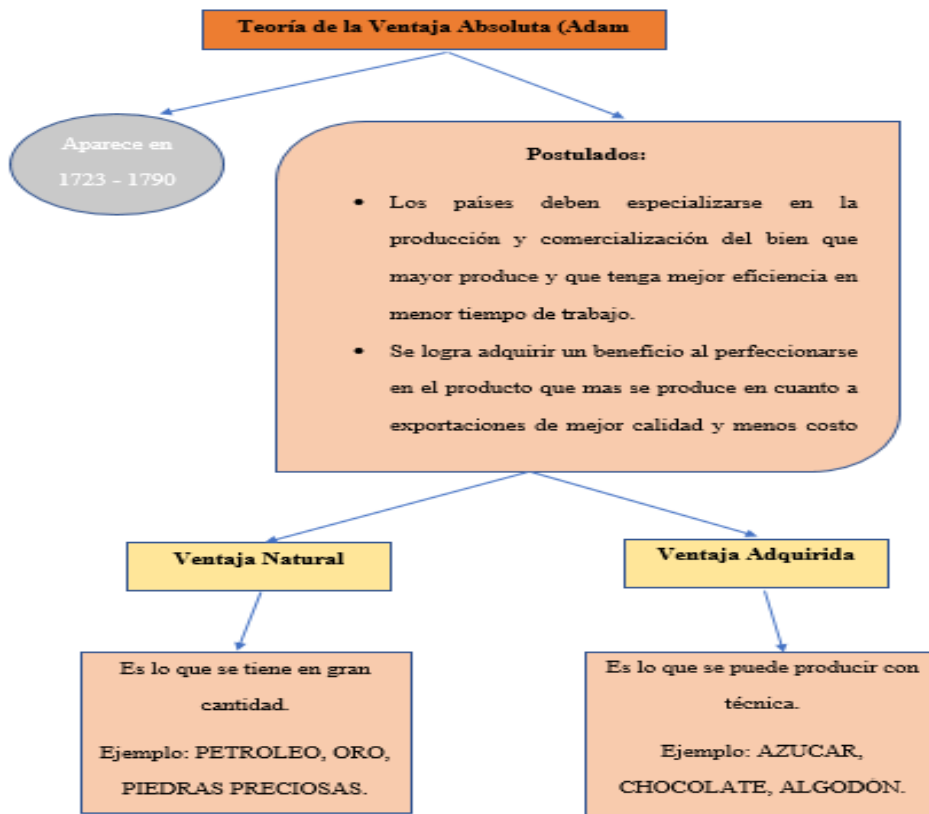 Teoría de la Ventaja Absoluta (Adam
Aparece en
1723 - 1790
Postulados:
• Los países deben especializarse en la
producción y comercialización del bien que
mayor produce y que tenga mejor eficiencia en
menor tiempo de trabajo.
• Se logra adquirir un beneficio al perfeccionarse
en el producto que mas se produce en cuanto a
exportaciones de mejor calidad y menos costo
Ventaja Natural
Ventaja Adquirida
Es lo que se tiene en gran
cantidad.
Ejemplo: PETROLEO, ORO,
PIEDRAS PRECIOSAS.
Es lo que se puede producir con
técnica.
Ejemplo: AZUCAR,
CHOCOLATE, ALGODÓN.